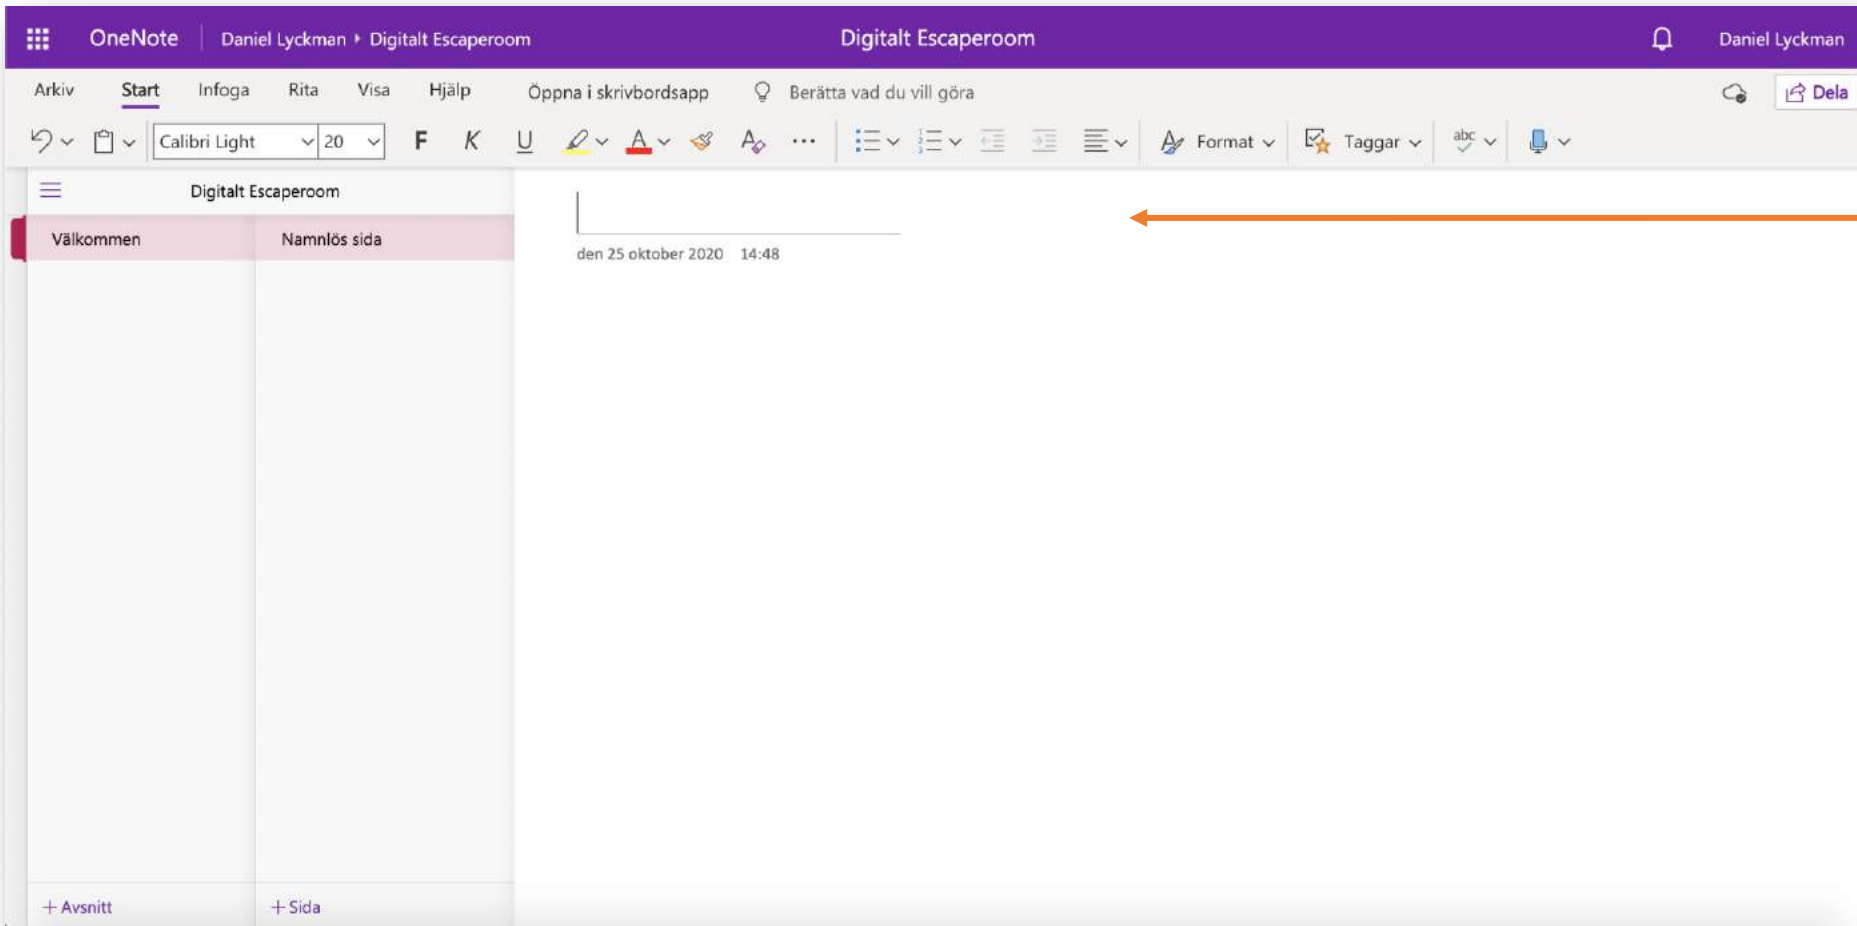 OneNote Daniel Lyckman Digitalt Escaperoom Digitalt Escaperoom Daniel Lyckman
Arkiv Start Infoga Rita Visa Hjälp Öppna i skrivbordsapp Berätta vad du vill göra Dela
Calibri Light 20 F K U A A Format Taggar abc
Digitalt Escaperoom
Välkommen Namnlös sida
den 25 oktober 2020 14:48
+ Avsnitt + Sida